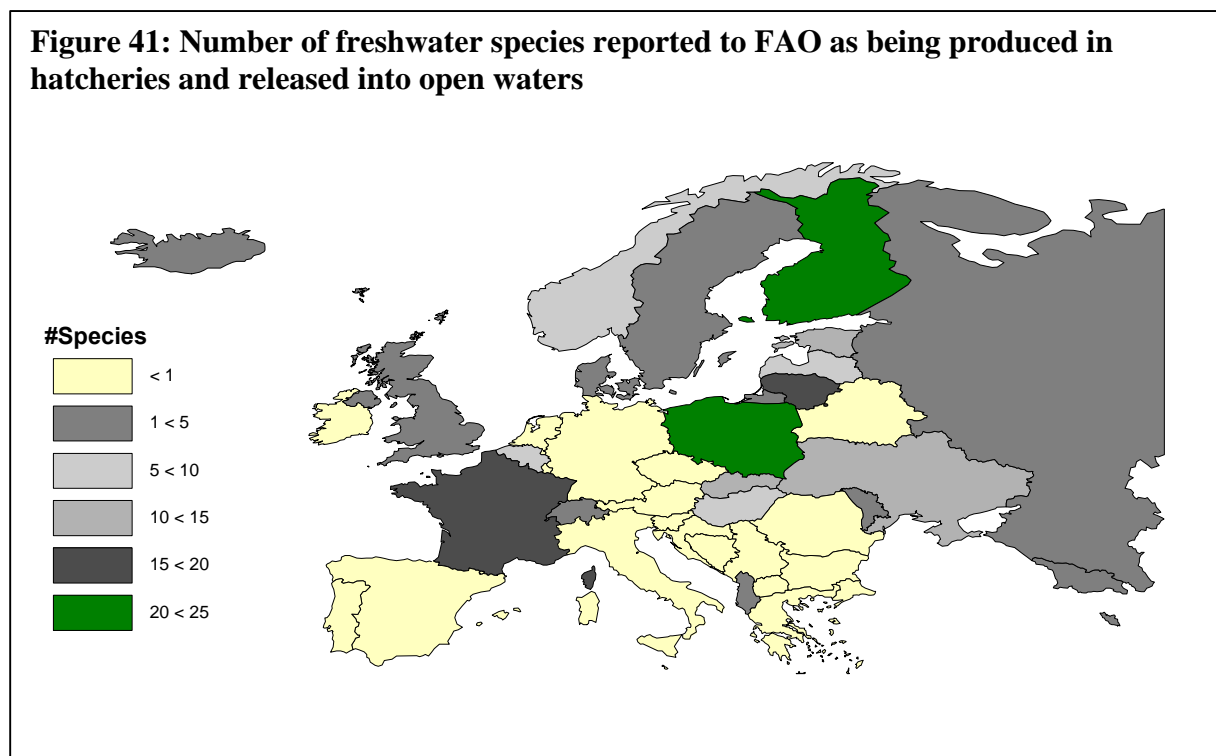 Figure 41: Number of freshwater species reported to FAO as being produced in
hatcheries and released into open waters
#Species
< 1
1 < 5
5 < 10
10 < 15
15 < 20
20 < 25